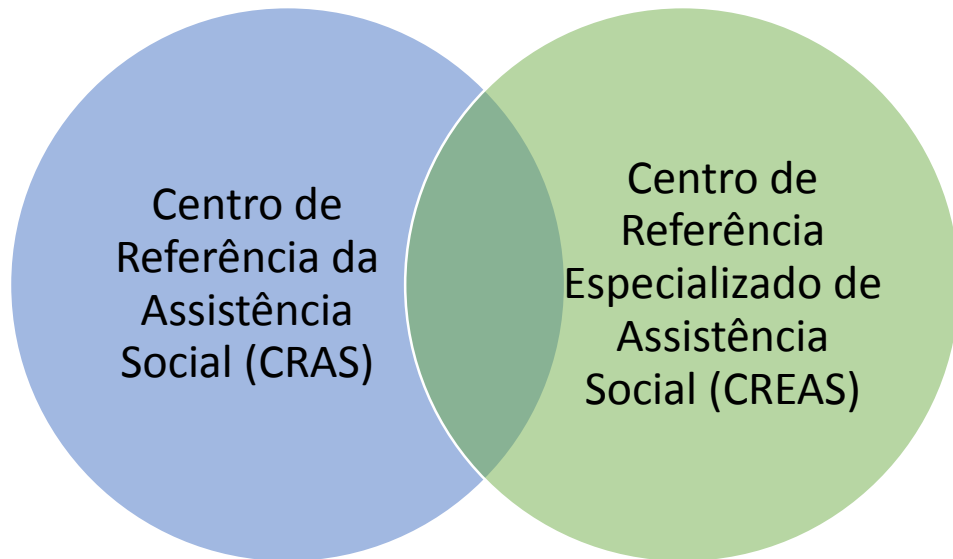 Centro de
Referência da
Assistência
Social (CRAS)
Centro de
Referência
Especializado de
Assistência
Social (CREAS)